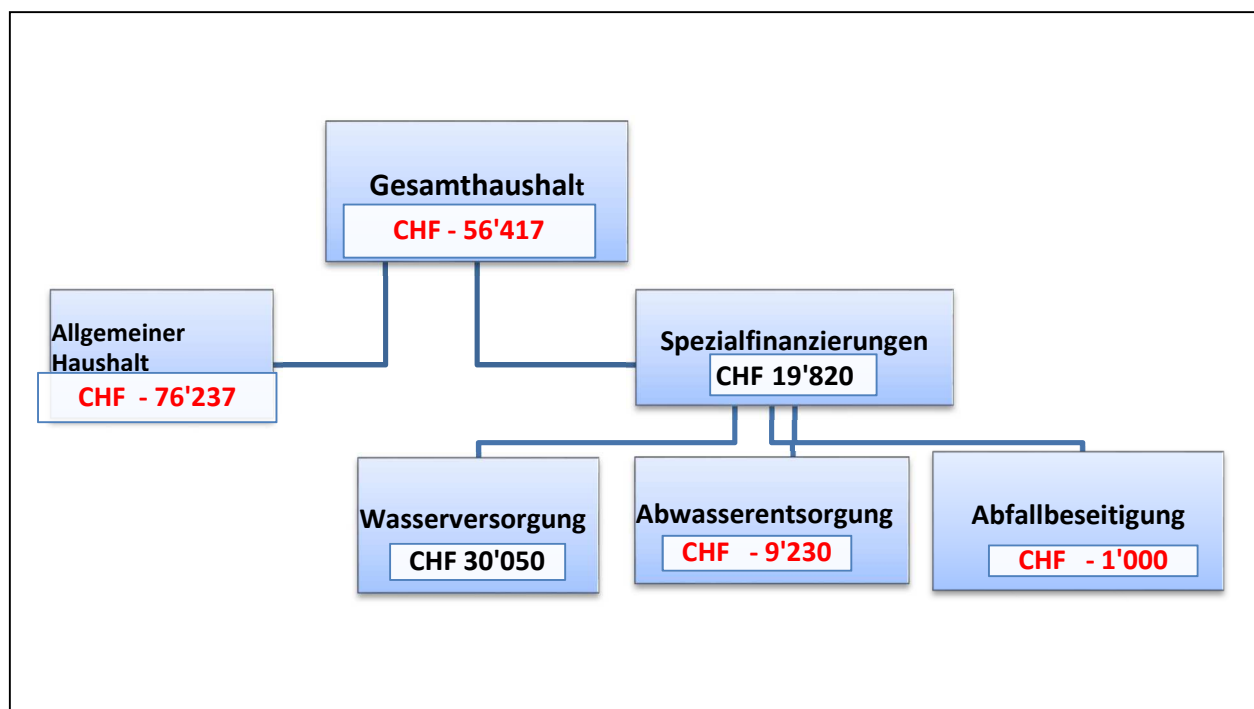 Gesamthaushalt
CHF - 56'417
Allgemeiner
Haushalt
CHF - 76'237
Spezialfinanzierungen
CHF 19'820
Wasserversorgung
CHF 30'050
Abwasserentsorgung
CHF - 9'230
Abfallbeseitigung
CHF - 1'000